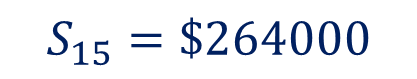 S₁₅ = $264000